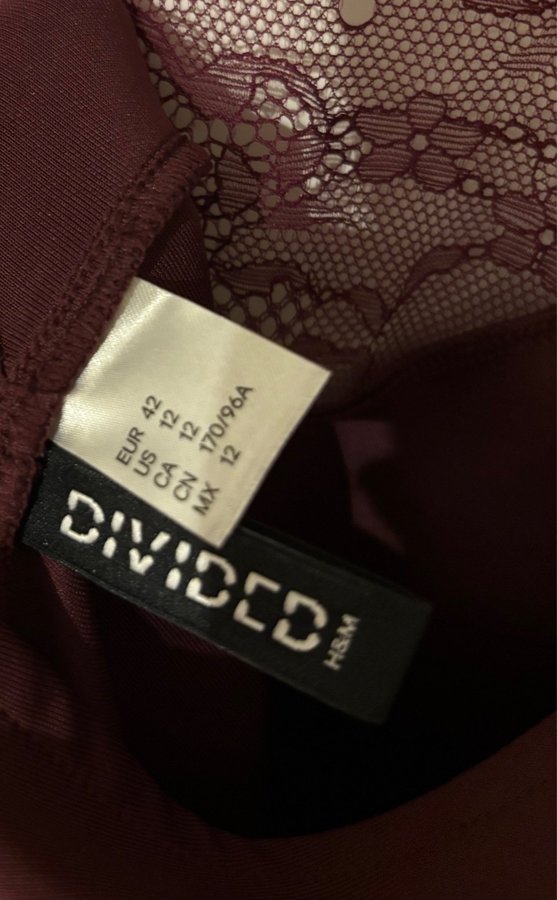 EUR 42
US 12
CA 12
CN 170/96A
MX 12
DIVIDED
H&M